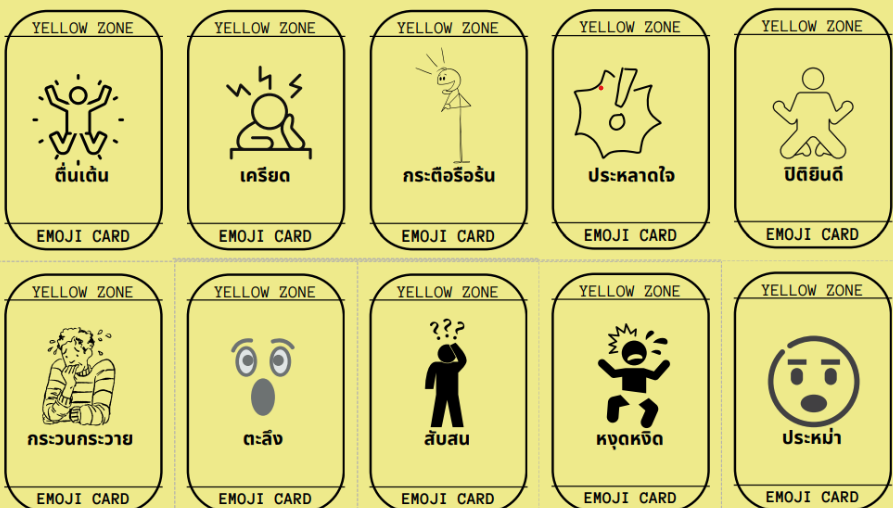 YELLOW ZONE
ตื่นเต้น
EMOJI CARD
YELLOW ZONE
เครียด
EMOJI CARD
YELLOW ZONE
กระตือรือร้น
EMOJI CARD
YELLOW ZONE
ประหลาดใจ
EMOJI CARD
YELLOW ZONE
ปิติยินดี
EMOJI CARD
YELLOW ZONE
กระวนกระวาย
EMOJI CARD
YELLOW ZONE
ตะลึง
EMOJI CARD
YELLOW ZONE
???
สับสน
EMOJI CARD
YELLOW ZONE
หงุดหงิด
EMOJI CARD
YELLOW ZONE
ประหม่า
EMOJI CARD